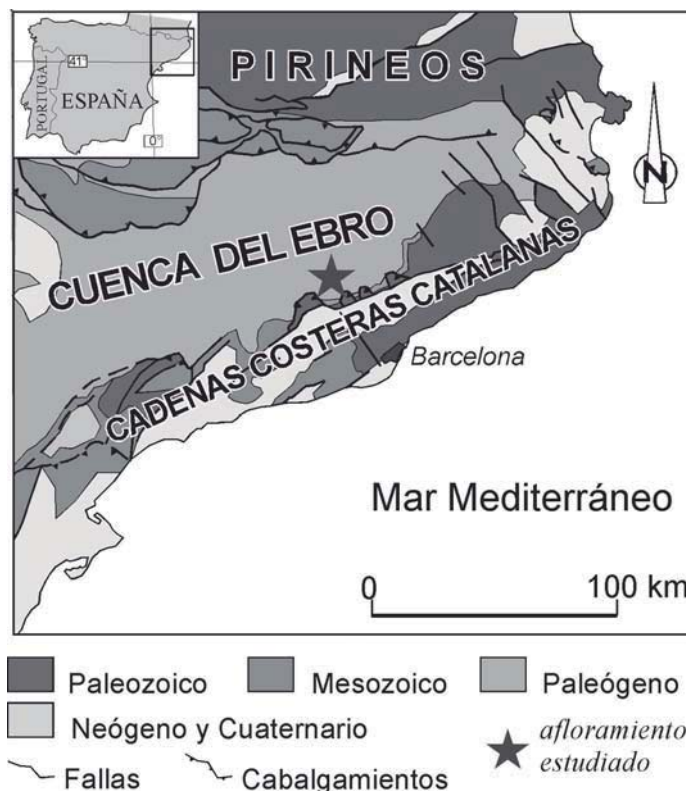 PORTUGAL
ESPAÑA
41°
0°
PIRINEOS
N
CUENCA DEL EBRO
CADENAS COSTERAS CATALANAS
Barcelona
Mar Mediterráneo
0 100 km
Paleozoico Mesozoico Paleógeno
Neógeno y Cuaternario afloramiento
estudiado
Fallas Cabalgamientos